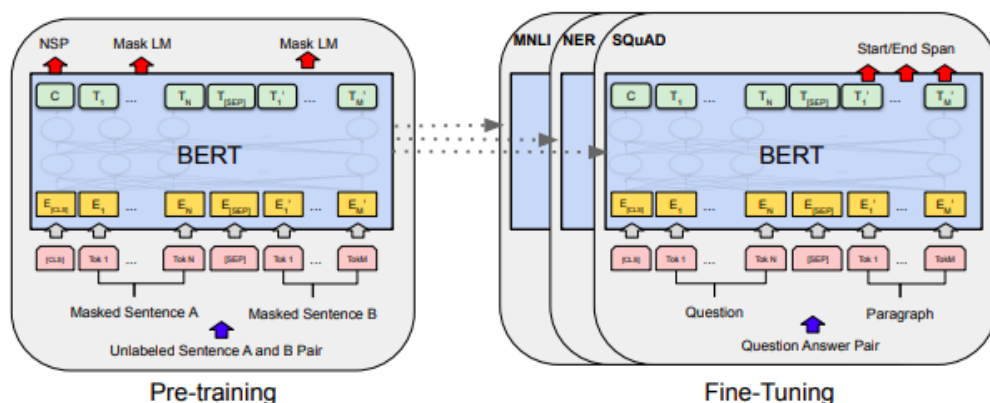 NSP Mask LM Mask LM
C T1 ... TN T[SEP] T1' ... TM'
BERT
E[CLS] E1 ... EN E[SEP] E1' ... EM'
[CLS] Tok 1 ... Tok N [SEP] Tok 1 ... TokM
Masked Sentence A Masked Sentence B
Unlabeled Sentence A and B Pair
Pre-training
MNLI NER SQuAD
Start/End Span
C T1 ... TN T[SEP] T1' ... TM'
BERT
E[CLS] E1 ... EN E[SEP] E1' ... EM'
[CLS] Tok 1 ... Tok N [SEP] Tok 1 ... TokM
Question Paragraph
Question Answer Pair
Fine-Tuning